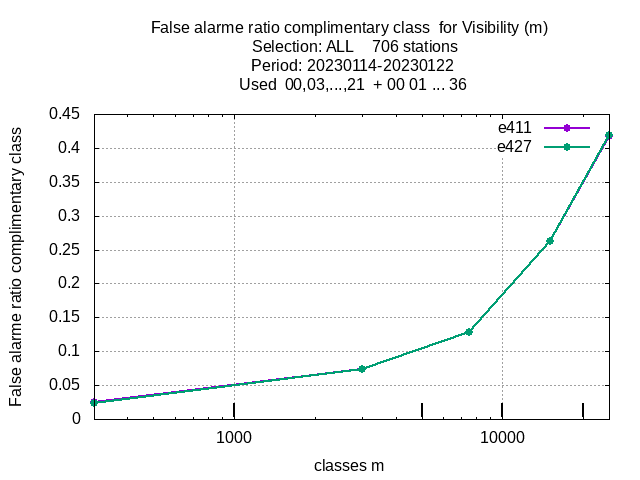 False alarme ratio complimentary class  for Visibility (m)
Selection: ALL    706 stations
Period: 20230114-20230122
Used  00,03,...,21  + 00 01 ... 36
False alarme ratio complimentary class
0.45
0.4
0.35
0.3
0.25
0.2
0.15
0.1
0.05
0
e411
e427
1000
10000
classes m